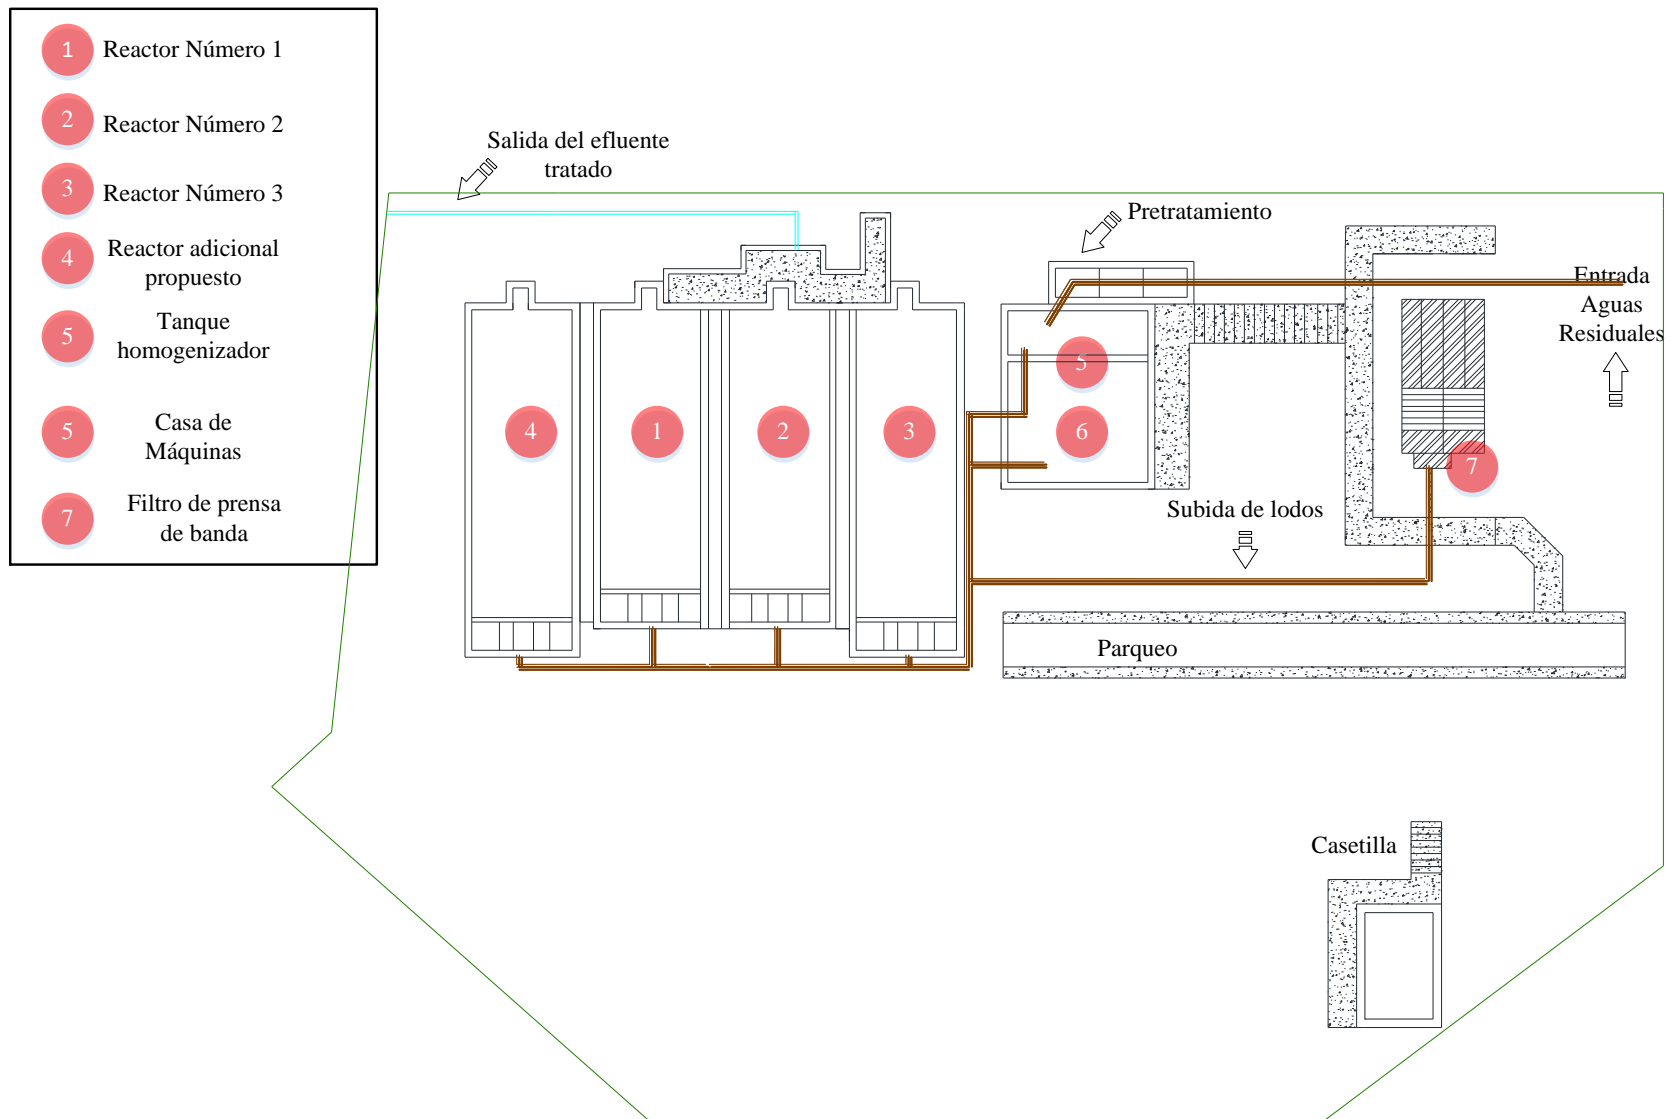 1 Reactor Número 1
2 Reactor Número 2
3 Reactor Número 3
4 Reactor adicional
propuesto
5 Tanque
homogenizador
5 Casa de
Máquinas
7 Filtro de prensa
de banda
Salida del efluente
tratado
Pretratamiento
Entrada
Aguas
Residuales
5
4
1
2
3
6
7
Subida de lodos
Parqueo
Casetilla